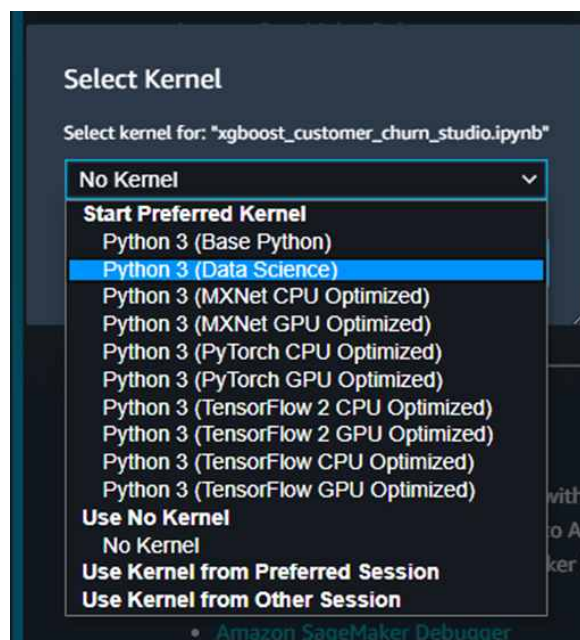 Select Kernel
Select kernel for: "xgboost_customer_churn_studio.ipynb"
No Kernel
Start Preferred Kernel
Python 3 (Base Python)
Python 3 (Data Science)
Python 3 (MXNet CPU Optimized)
Python 3 (MXNet GPU Optimized)
Python 3 (PyTorch CPU Optimized)
Python 3 (PyTorch GPU Optimized)
Python 3 (TensorFlow 2 CPU Optimized)
Python 3 (TensorFlow 2 GPU Optimized)
Python 3 (TensorFlow CPU Optimized)
Python 3 (TensorFlow GPU Optimized)
with
Use No Kernel
to A
No Kernel
ker
Use Kernel from Preferred Session
Use Kernel from Other Session
Amazon SageMaker Debugger